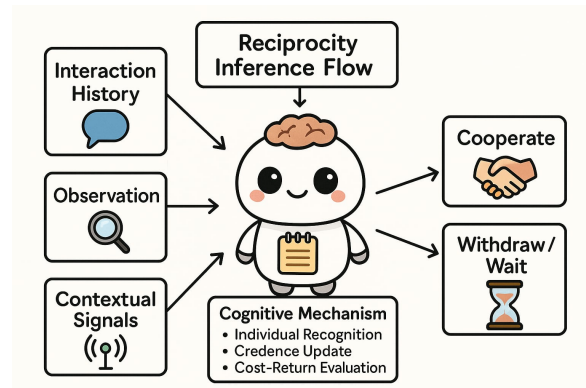 Reciprocity
Inference Flow
Interaction
History
Observation
Contextual
Signals
Cognitive Mechanism
• Individual Recognition
• Credence Update
• Cost-Return Evaluation
Cooperate
Withdraw/
Wait